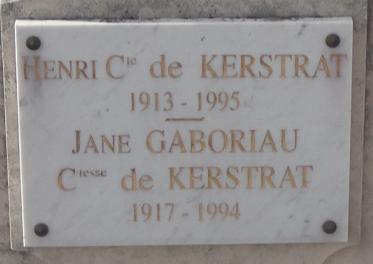 HENRI Cte de KERSTRAT
1913 - 1995
JANE GABORIAU
Ctesse de KERSTRAT
1917 - 1994